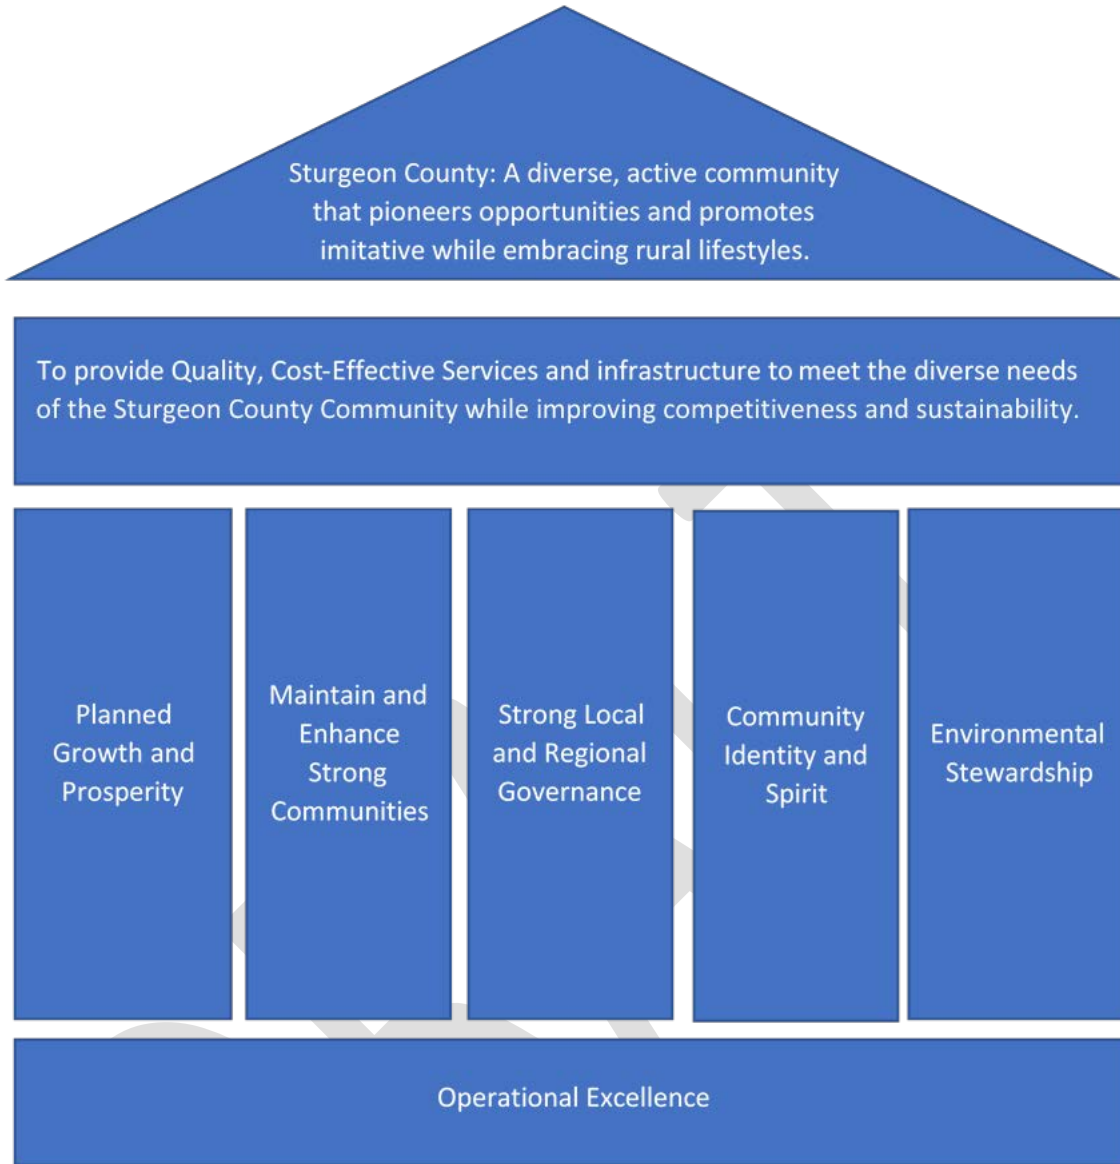 Sturgeon County: A diverse, active community
that pioneers opportunities and promotes
imitative while embracing rural lifestyles.
To provide Quality, Cost-Effective Services and infrastructure to meet the diverse needs
of the Sturgeon County Community while improving competitiveness and sustainability.
Planned
Growth and
Prosperity
Maintain and
Enhance
Strong
Communities
Strong Local
and Regional
Governance
Community
Identity and
Spirit
Environmental
Stewardship
Operational Excellence